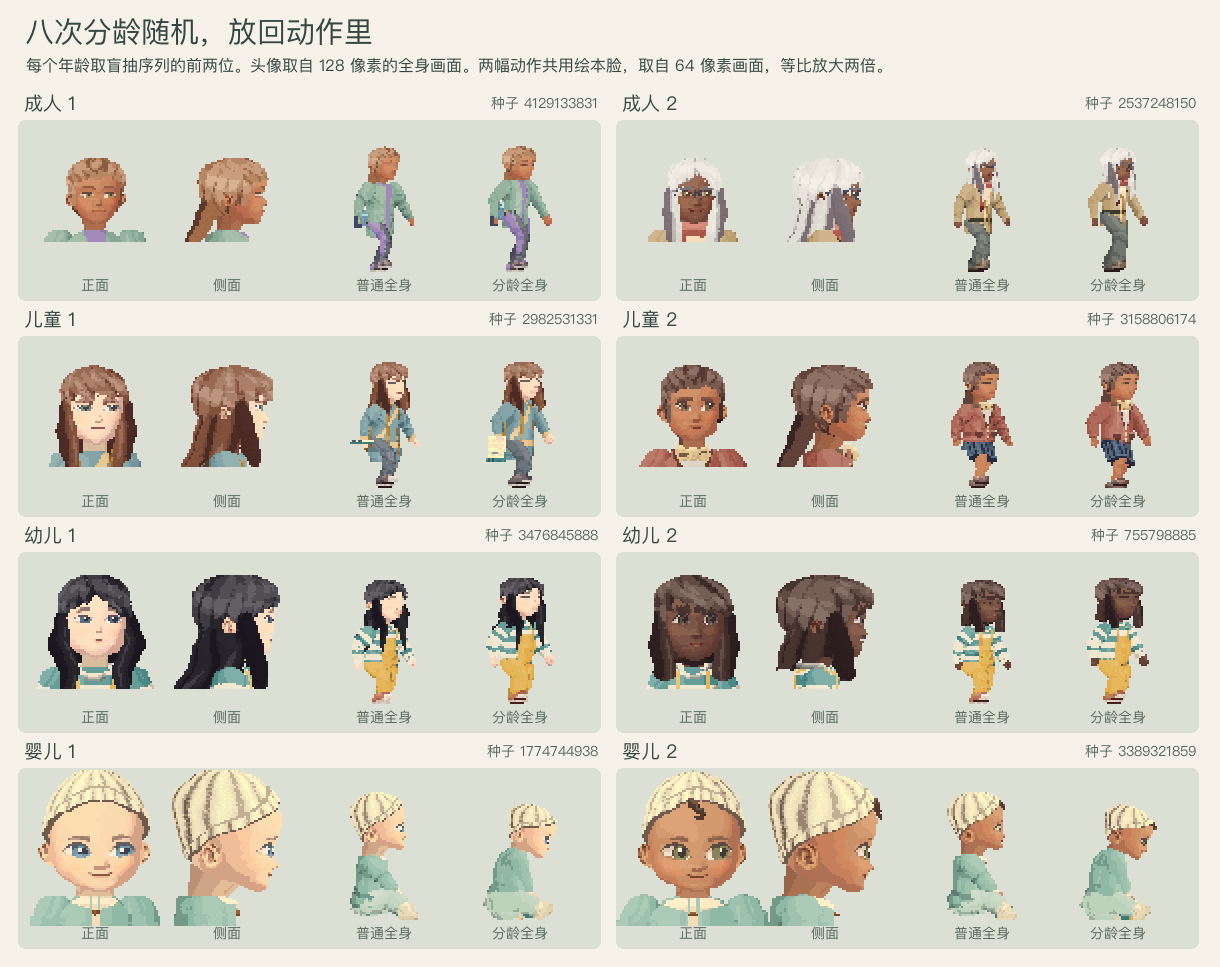 八次分龄随机，放回动作里
每个年龄取盲抽序列的前两位。头像取自 128 像素的全身画面。两幅动作共用绘本脸，取自 64 像素画面，等比放大两倍。
成人 1
种子 4129133831
正面
侧面
普通全身
分龄全身
成人 2
种子 2537248150
正面
侧面
普通全身
分龄全身
儿童 1
种子 2982531331
正面
侧面
普通全身
分龄全身
儿童 2
种子 3158806174
正面
侧面
普通全身
分龄全身
幼儿 1
种子 3476845888
正面
侧面
普通全身
分龄全身
幼儿 2
种子 755798885
正面
侧面
普通全身
分龄全身
婴儿 1
种子 1774744938
正面
侧面
普通全身
分龄全身
婴儿 2
种子 3389321859
正面
侧面
普通全身
分龄全身